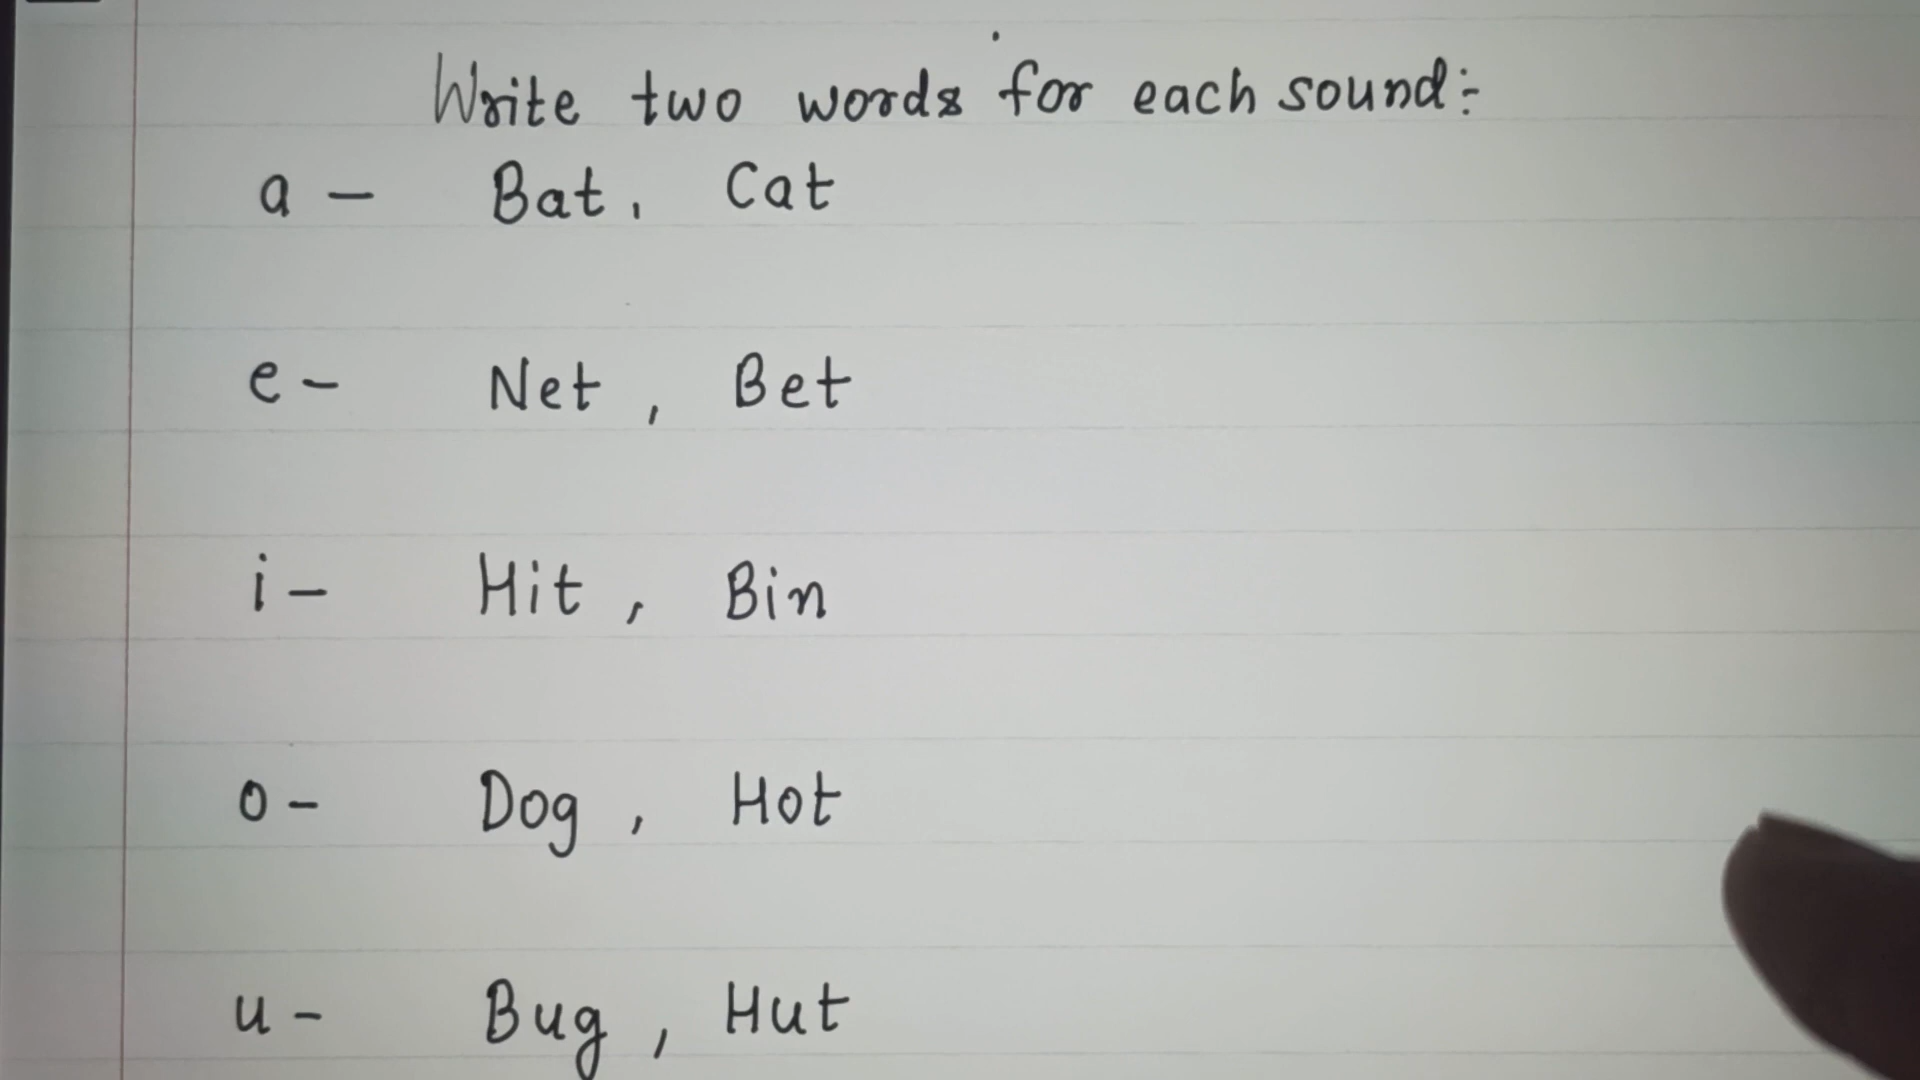 Write two words for each sound:-
a - Bat, Cat
e - Net, Bet
i - Hit, Bin
o - Dog, Hot
u - Bug, Hut